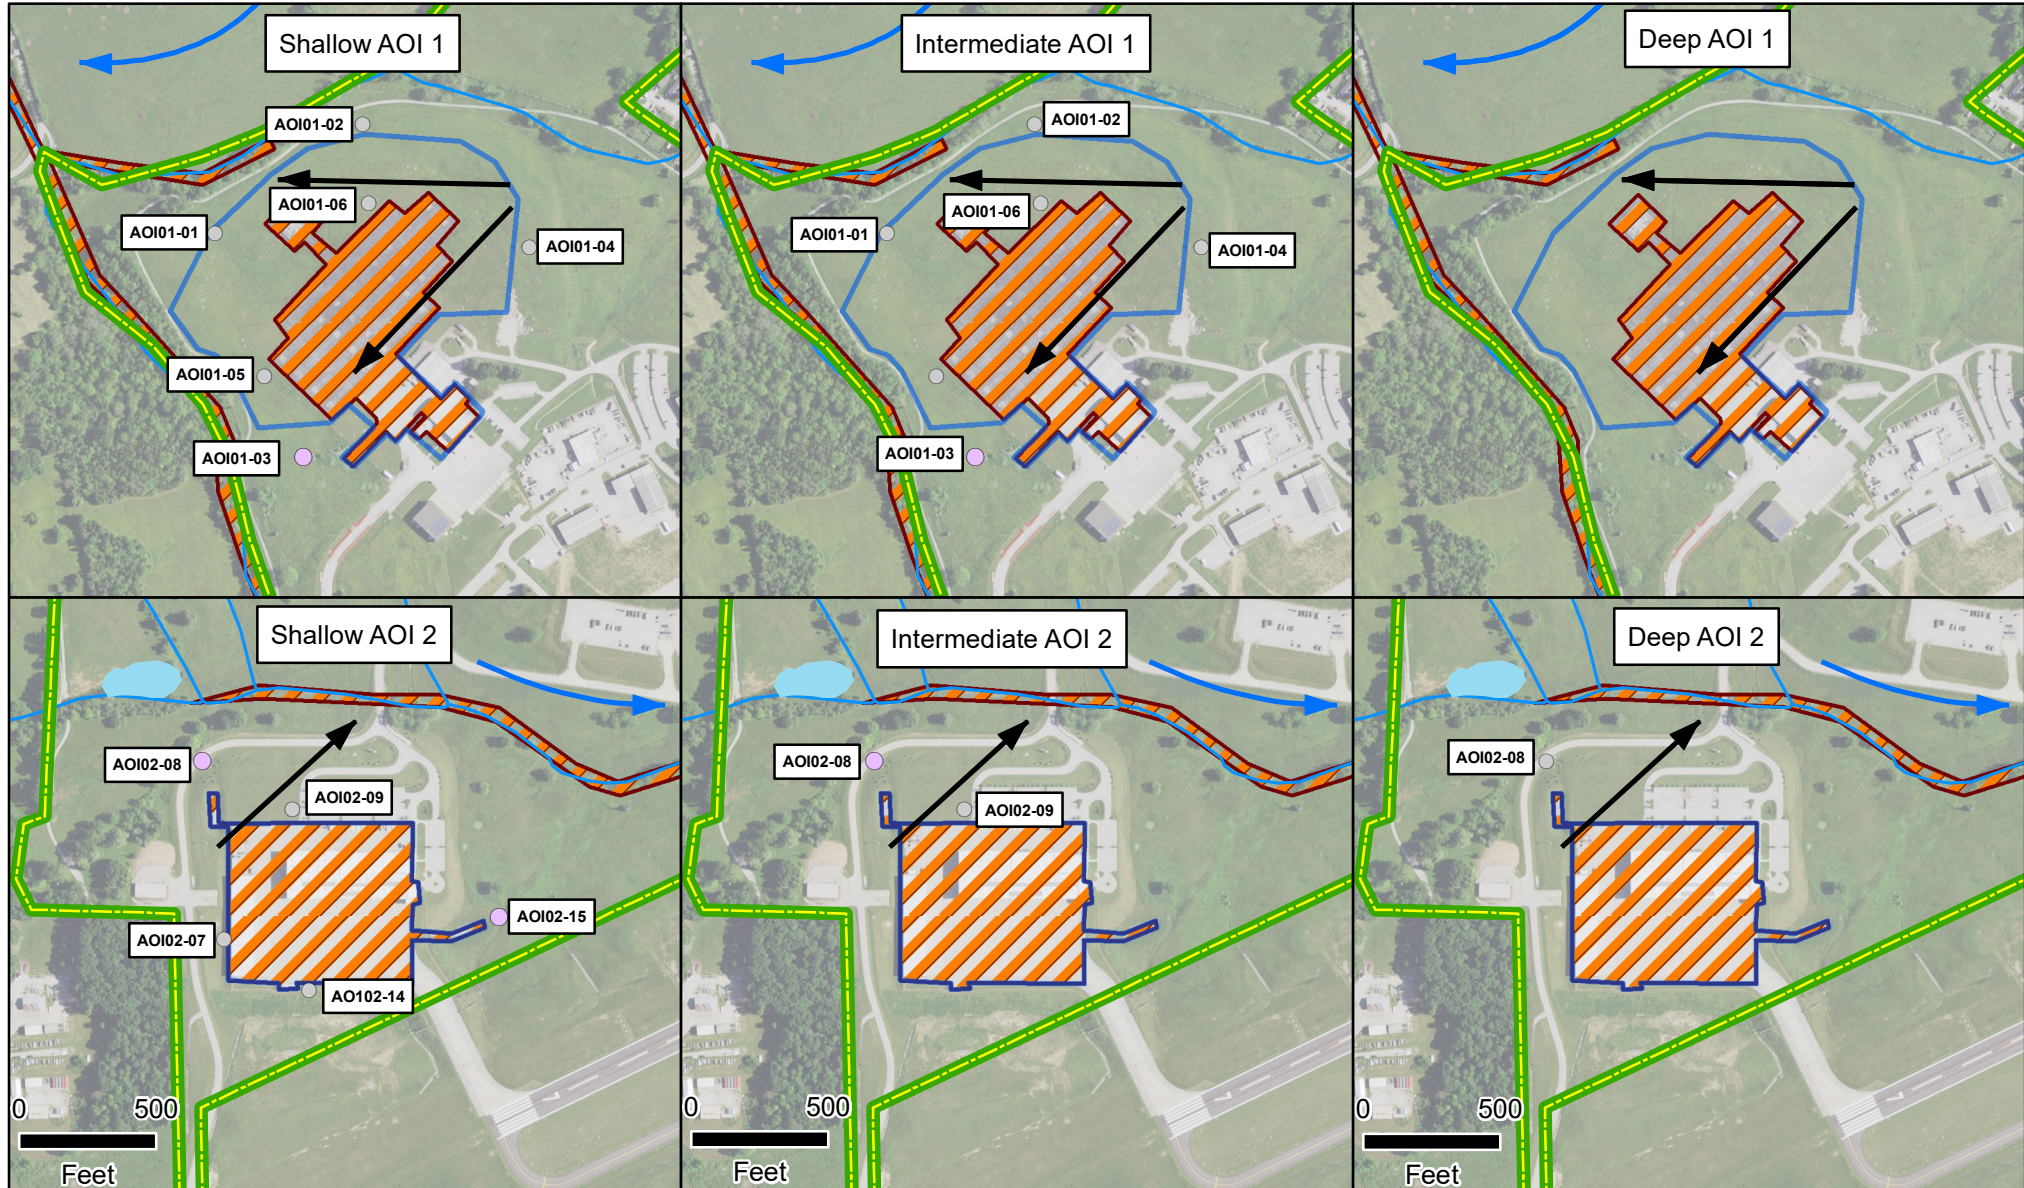 Shallow AOI 1
AOI01-02
AOI01-06
AOI01-01
AOI01-04
AOI01-05
AOI01-03
Intermediate AOI 1
AOI01-02
AOI01-06
AOI01-01
AOI01-04
AOI01-03
Deep AOI 1
Shallow AOI 2
AOI02-08
AOI02-09
AOI02-15
AOI02-07
AO102-14
0 500
Feet
Intermediate AOI 2
AOI02-08
AOI02-09
0 500
Feet
Deep AOI 2
AOI02-08
0 500
Feet